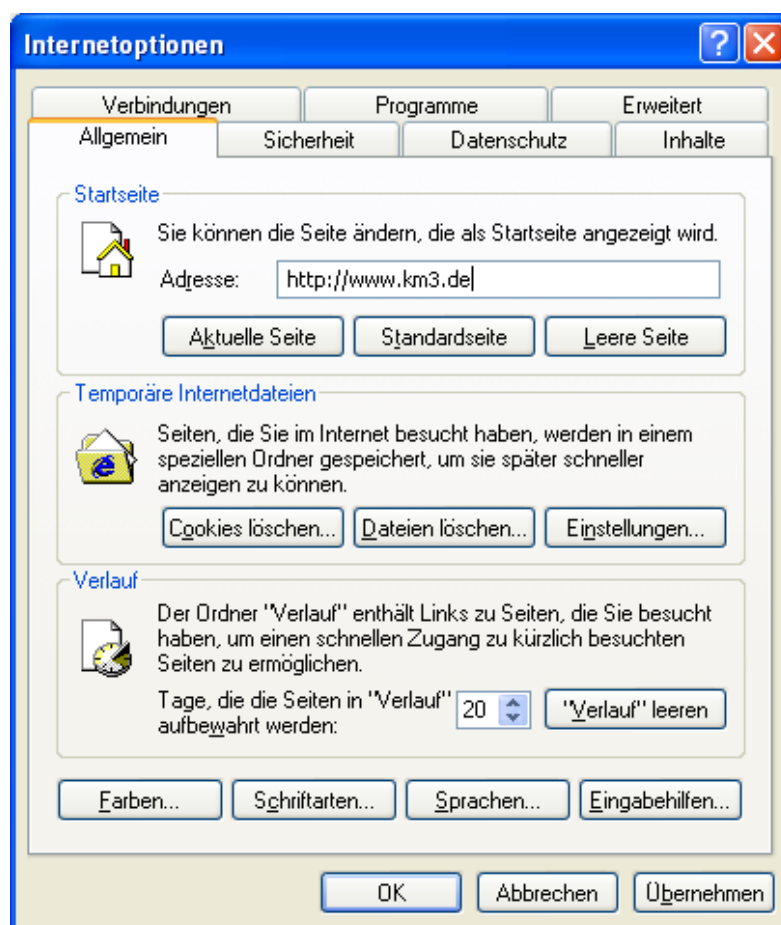 Internetoptionen
Verbindungen Programme Erweitert
Allgemein Sicherheit Datenschutz Inhalte
Startseite
Sie können die Seite ändern, die als Startseite angezeigt wird.
Adresse: http://www.km3.de
Aktuelle Seite Standardseite Leere Seite
Temporäre Internetdateien
Seiten, die Sie im Internet besucht haben, werden in einem
speziellen Ordner gespeichert, um sie später schneller
anzeigen zu können.
Cookies löschen... Dateien löschen... Einstellungen...
Verlauf
Der Ordner "Verlauf" enthält Links zu Seiten, die Sie besucht
haben, um einen schnellen Zugang zu kürzlich besuchten
Seiten zu ermöglichen.
Tage, die die Seiten in "Verlauf" 20 "Verlauf" leeren
aufbewahrt werden:
Farben... Schriftarten... Sprachen... Eingabehilfen...
OK Abbrechen Übernehmen